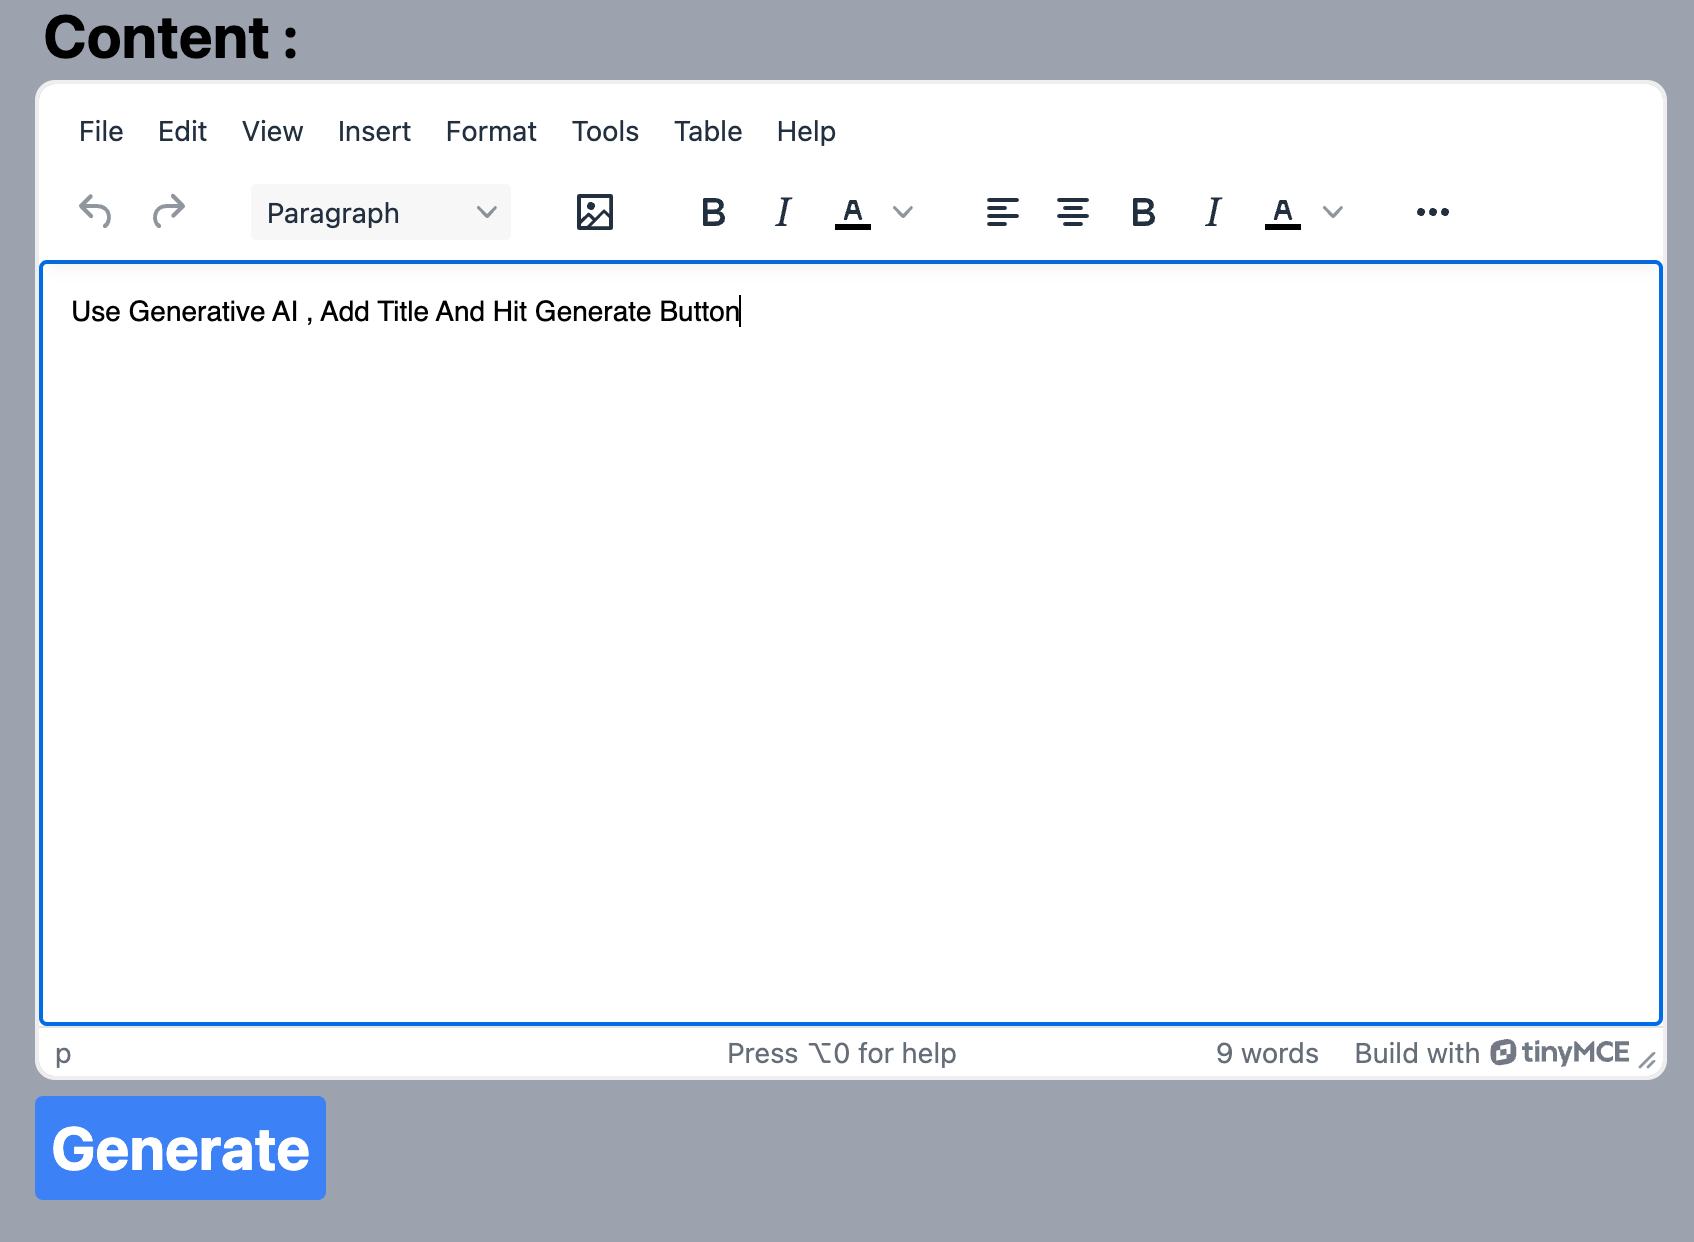 Content :
File Edit View Insert Format Tools Table Help
Paragraph B I A B I A
Use Generative AI , Add Title And Hit Generate Button
p Press ⌥0 for help 9 words Build with tinyMCE
Generate